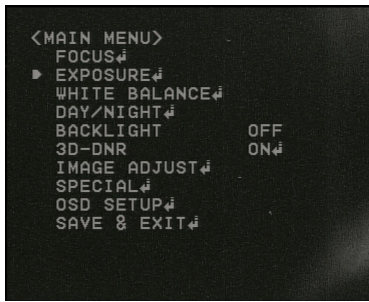 <MAIN MENU>
FOCUS↲
EXPOSURE↲
WHITE BALANCE↲
DAY/NIGHT↲
BACKLIGHT OFF
3D-DNR ON↲
IMAGE ADJUST↲
SPECIAL↲
OSD SETUP↲
SAVE & EXIT↲